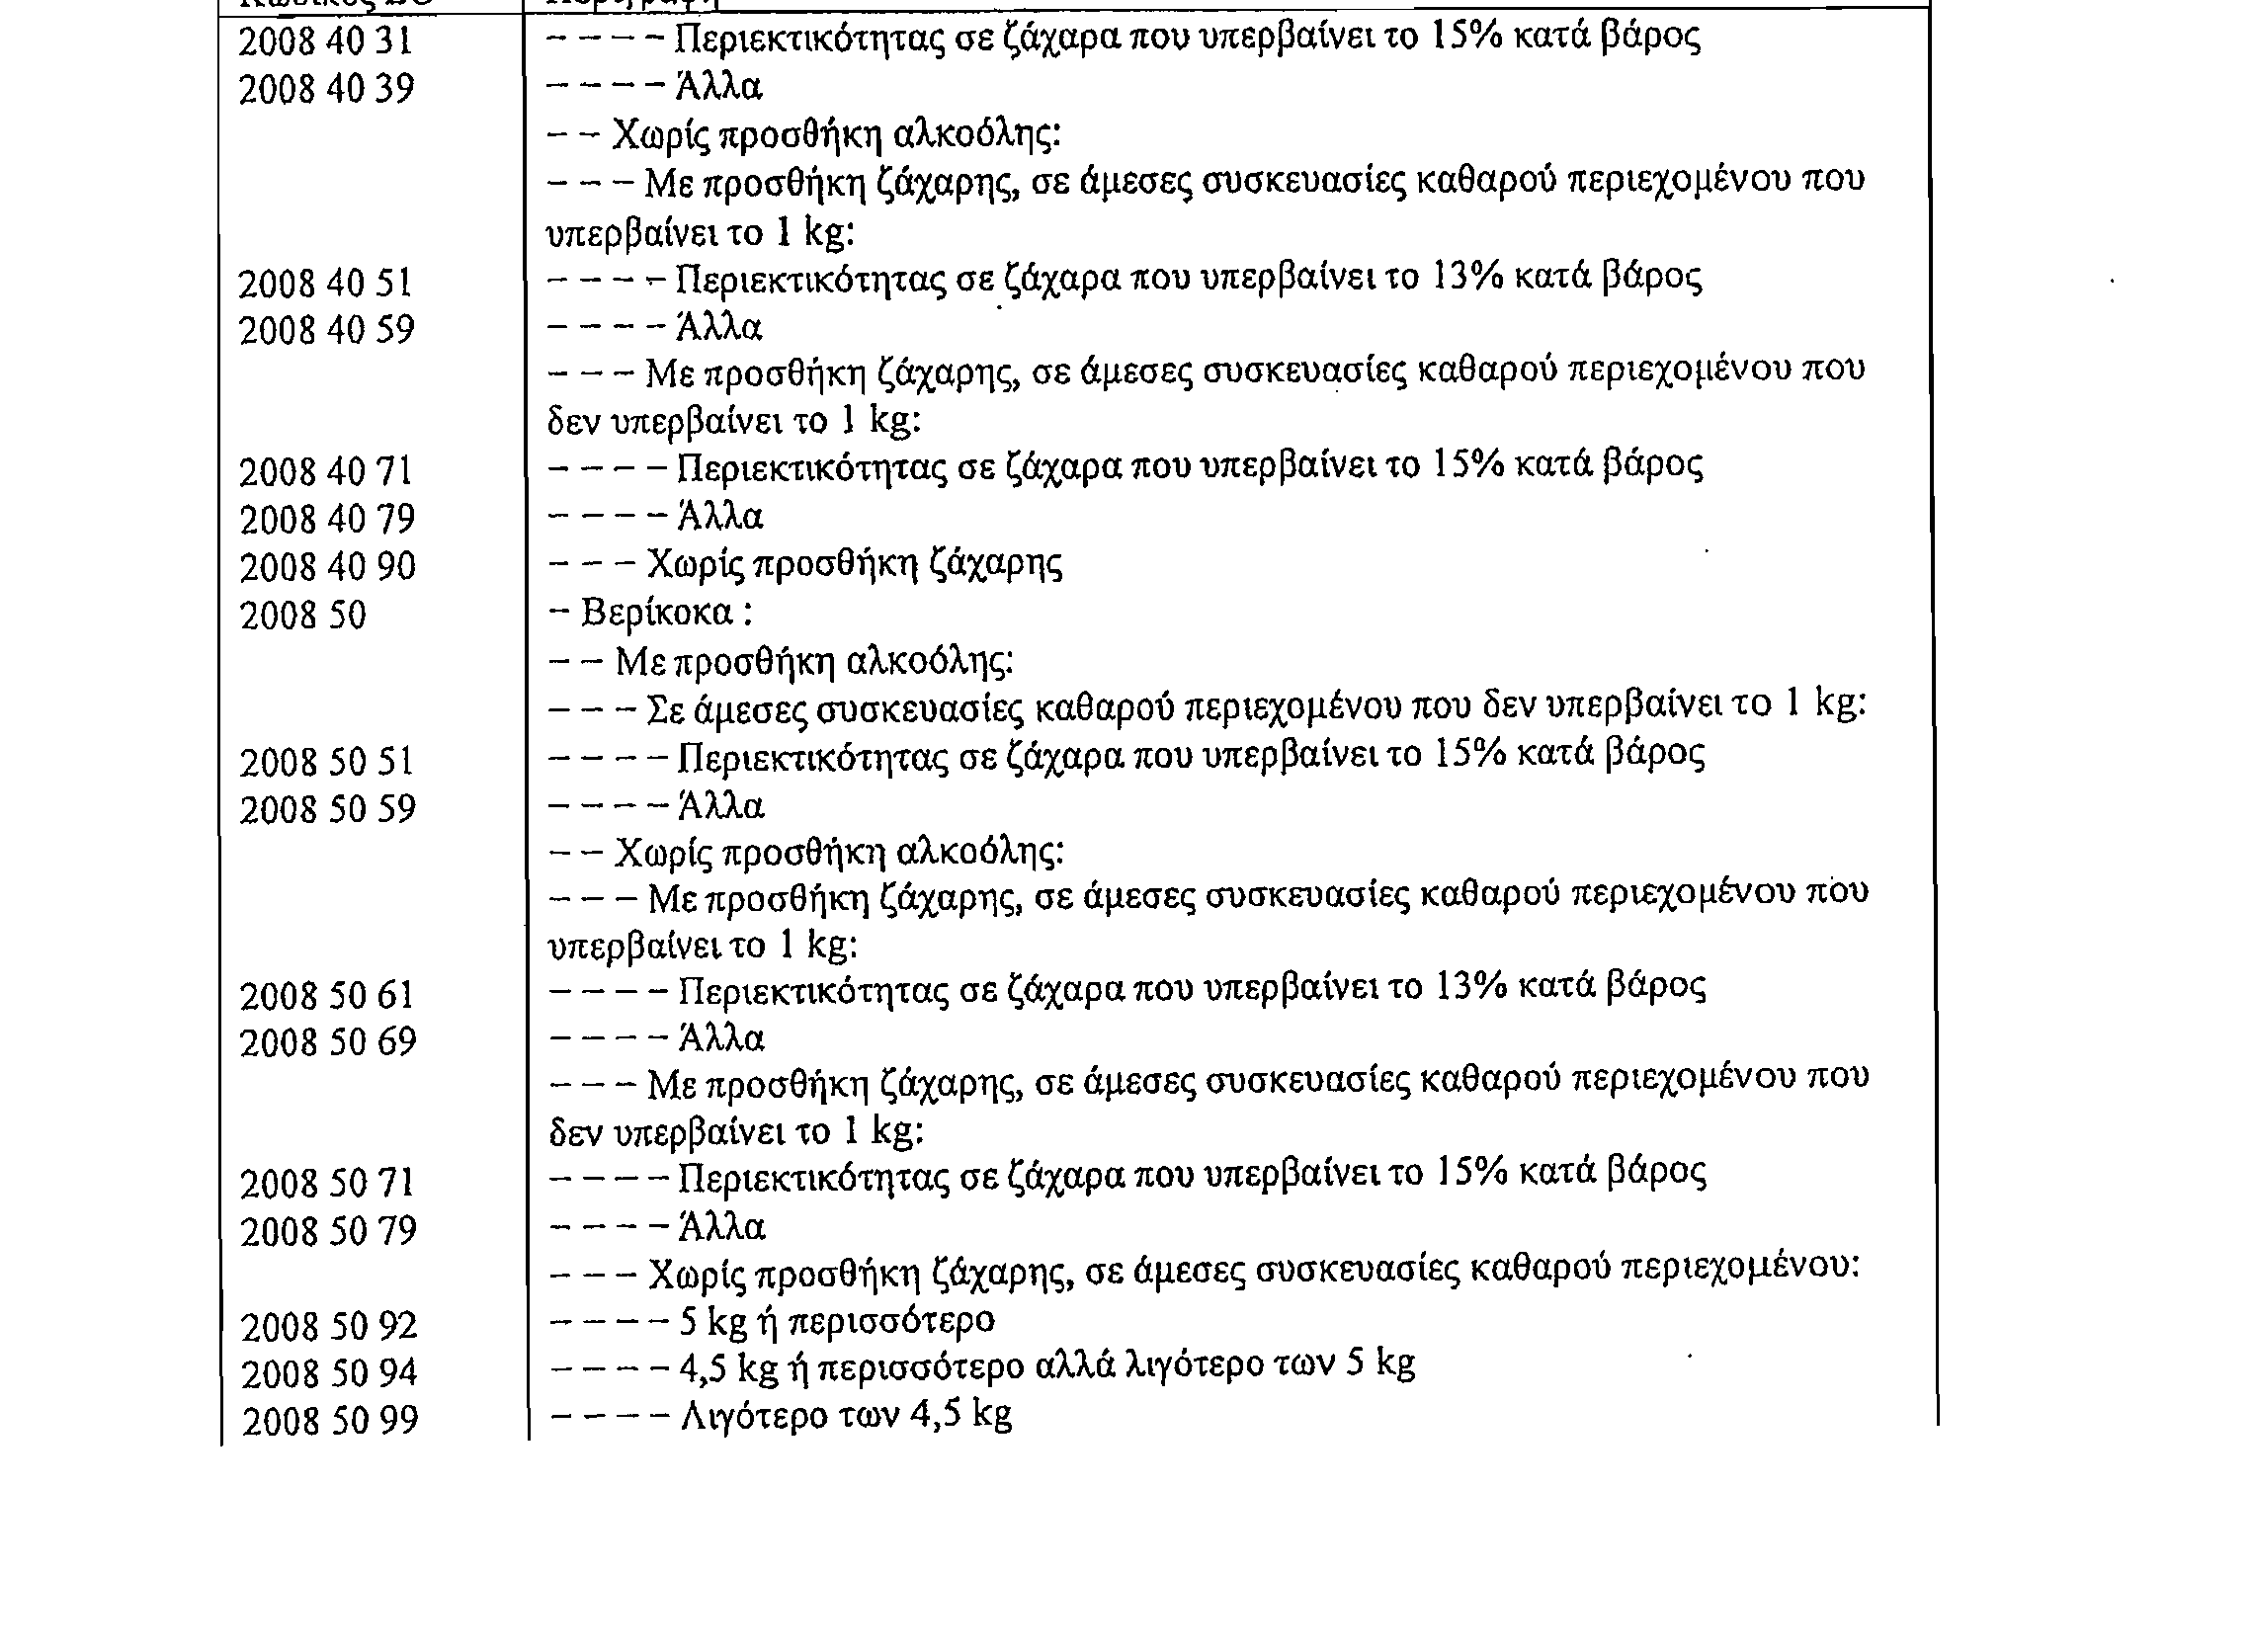 2008 40 31 – – – – Περιεκτικότητας σε ζάχαρα που υπερβαίνει το 15% κατά βάρος
2008 40 39 – – – – Άλλα
– – Χωρίς προσθήκη αλκοόλης:
– – – Με προσθήκη ζάχαρης, σε άμεσες συσκευασίες καθαρού περιεχομένου που
υπερβαίνει το 1 kg:
2008 40 51 – – – – Περιεκτικότητας σε ζάχαρα που υπερβαίνει το 13% κατά βάρος
2008 40 59 – – – – Άλλα
– – – Με προσθήκη ζάχαρης, σε άμεσες συσκευασίες καθαρού περιεχομένου που
δεν υπερβαίνει το 1 kg:
2008 40 71 – – – – Περιεκτικότητας σε ζάχαρα που υπερβαίνει το 15% κατά βάρος
2008 40 79 – – – – Άλλα
2008 40 90 – – – Χωρίς προσθήκη ζάχαρης
2008 50 – Βερίκοκα :
– – Με προσθήκη αλκοόλης:
– – – Σε άμεσες συσκευασίες καθαρού περιεχομένου που δεν υπερβαίνει το 1 kg:
2008 50 51 – – – – Περιεκτικότητας σε ζάχαρα που υπερβαίνει το 15% κατά βάρος
2008 50 59 – – – – Άλλα
– – Χωρίς προσθήκη αλκοόλης:
– – – Με προσθήκη ζάχαρης, σε άμεσες συσκευασίες καθαρού περιεχομένου που
υπερβαίνει το 1 kg:
2008 50 61 – – – – Περιεκτικότητας σε ζάχαρα που υπερβαίνει το 13% κατά βάρος
2008 50 69 – – – – Άλλα
– – – Με προσθήκη ζάχαρης, σε άμεσες συσκευασίες καθαρού περιεχομένου που
δεν υπερβαίνει το 1 kg:
2008 50 71 – – – – Περιεκτικότητας σε ζάχαρα που υπερβαίνει το 15% κατά βάρος
2008 50 79 – – – – Άλλα
– – – Χωρίς προσθήκη ζάχαρης, σε άμεσες συσκευασίες καθαρού περιεχομένου:
2008 50 92 – – – – 5 kg ή περισσότερο
2008 50 94 – – – – 4,5 kg ή περισσότερο αλλά λιγότερο των 5 kg
2008 50 99 – – – – Λιγότερο των 4,5 kg